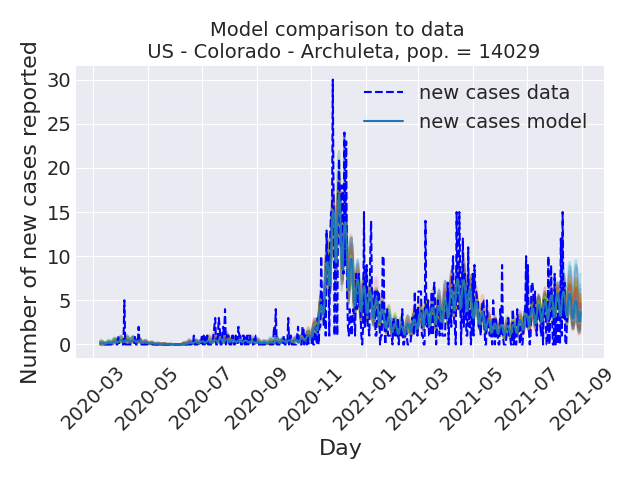 Model comparison to data
US - Colorado - Archuleta, pop. = 14029
Number of new cases reported
30
25
20
15
10
5
0
new cases data
new cases model
2020-03
2020-05
2020-07
2020-09
2020-11
2021-01
2021-03
2021-05
2021-07
2021-09
Day